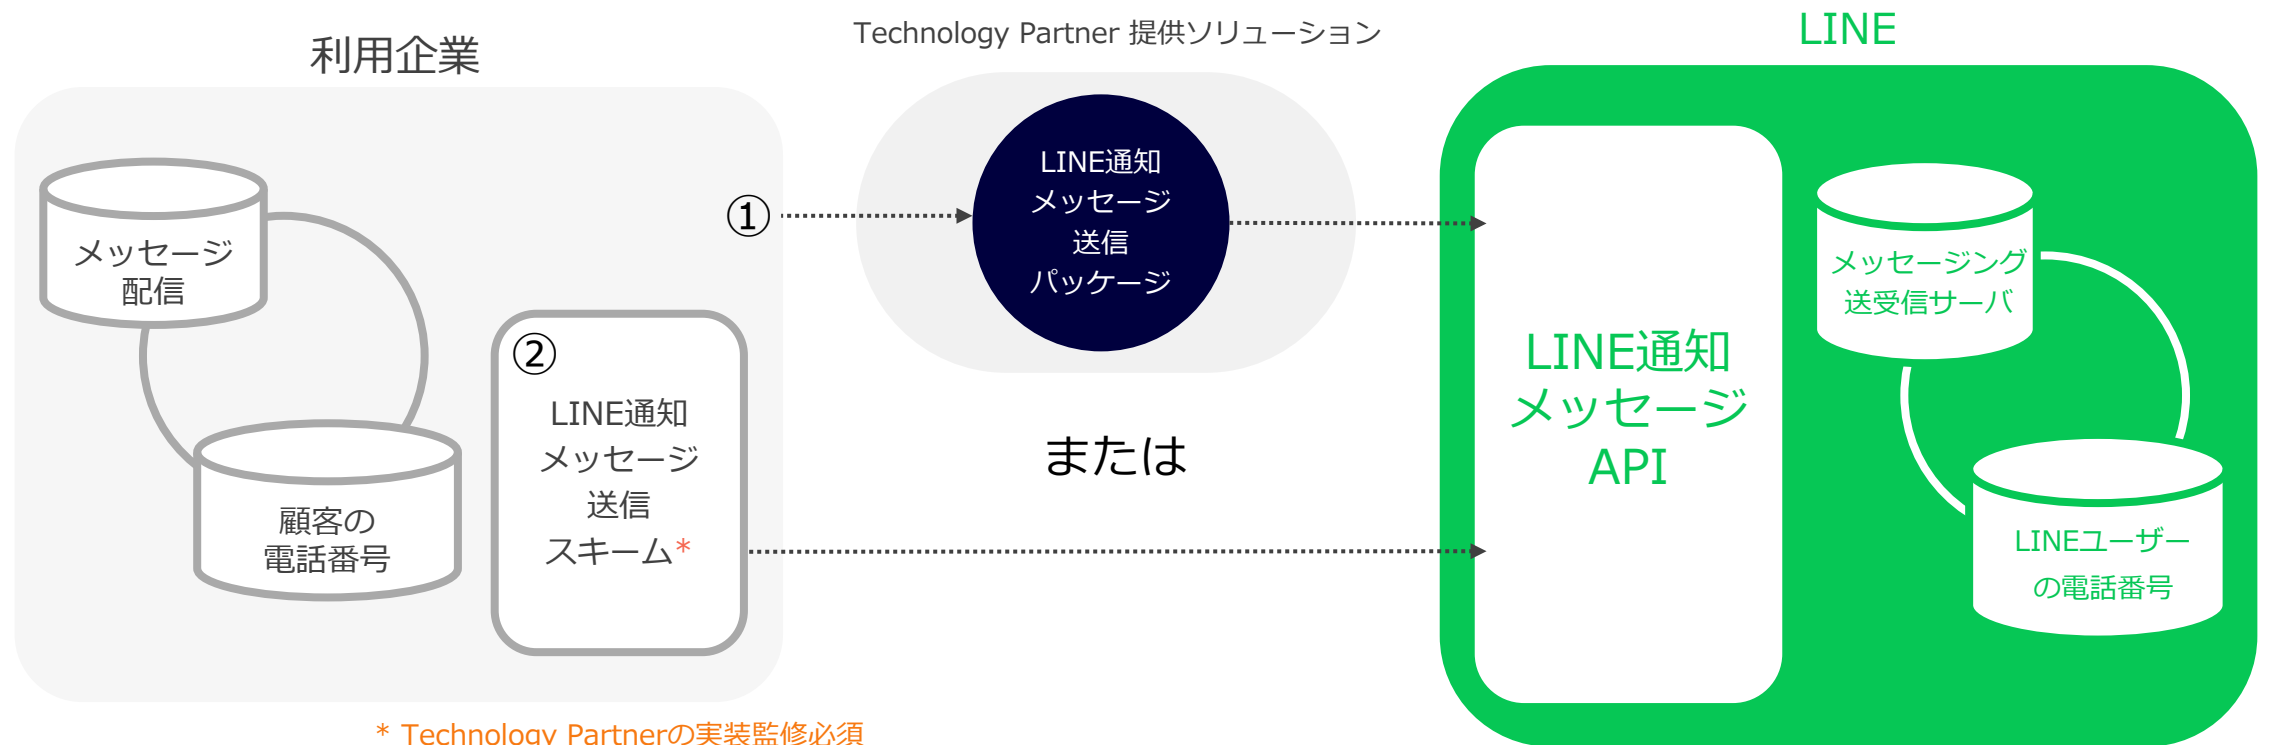 利用企業
Technology Partner 提供ソリューション
LINE
メッセージ
配信
顧客の
電話番号
①
②
LINE通知
メッセージ
送信
スキーム*
LINE通知
メッセージ
送信
パッケージ
または
LINE通知
メッセージ
API
メッセージング
送受信サーバ
LINEユーザー
の電話番号
* Technology Partnerの実装監修必須